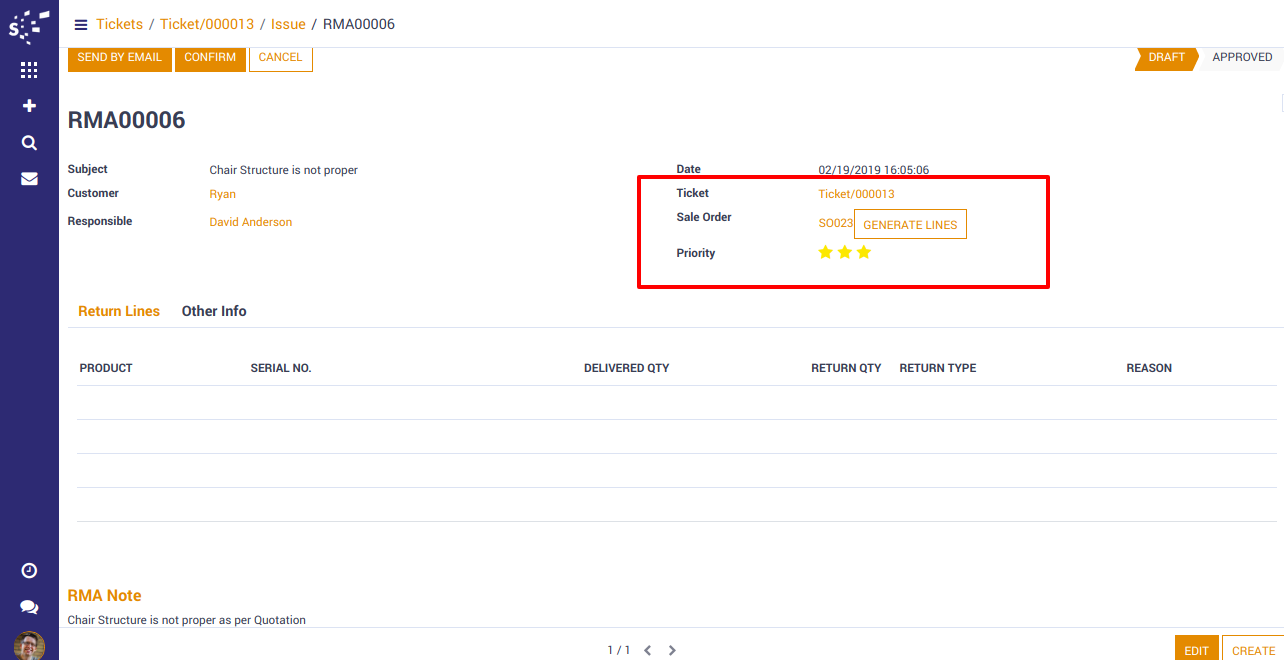 Tickets / Ticket/000013 / Issue / RMA00006
SEND BY EMAIL CONFIRM CANCEL DRAFT APPROVED
RMA00006
Subject Chair Structure is not proper Date 02/19/2019 16:05:06
Customer Ryan Ticket Ticket/000013
Responsible David Anderson Sale Order SO023 GENERATE LINES
Priority
Return Lines Other Info
PRODUCT SERIAL NO. DELIVERED QTY RETURN QTY RETURN TYPE REASON
RMA Note
Chair Structure is not proper as per Quotation
1 / 1
EDIT CREATE